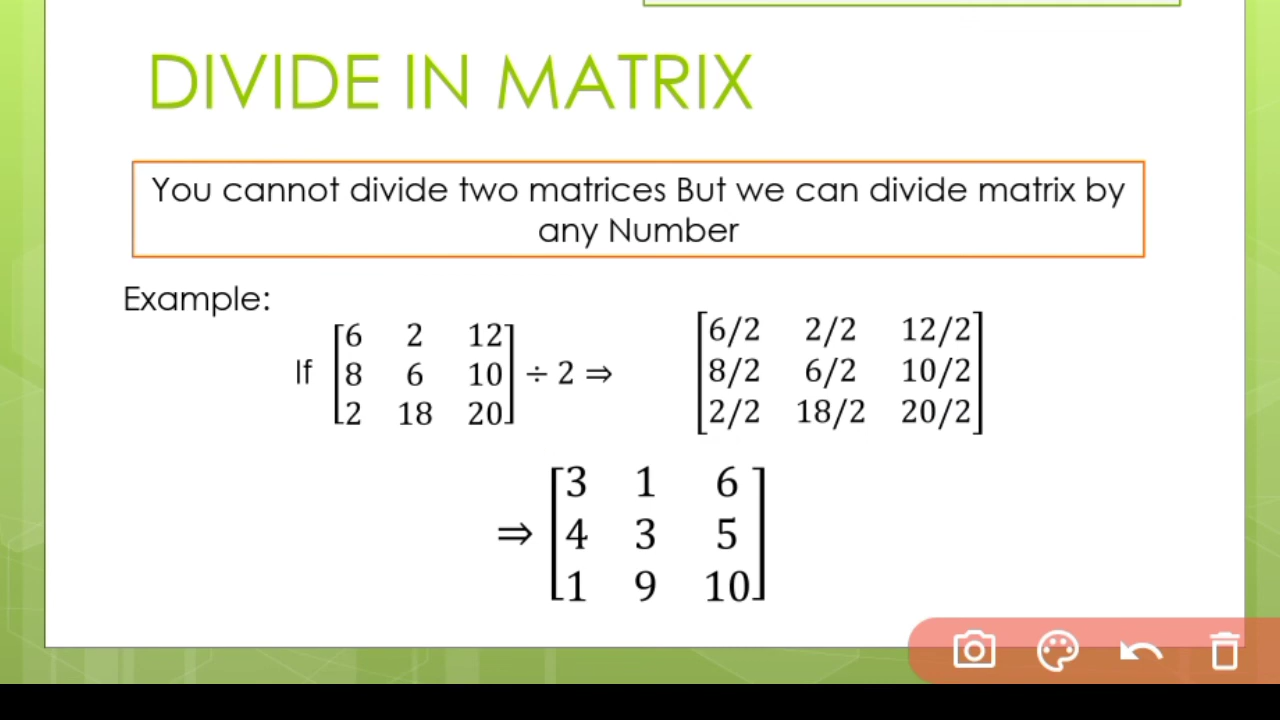 DIVIDE IN MATRIX
You cannot divide two matrices But we can divide matrix by
any Number
Example:
If [6 2 12
8 6 10
2 18 20] ÷ 2 ⇒ [6/2 2/2 12/2
8/2 6/2 10/2
2/2 18/2 20/2]
⇒ [3 1 6
4 3 5
1 9 10]